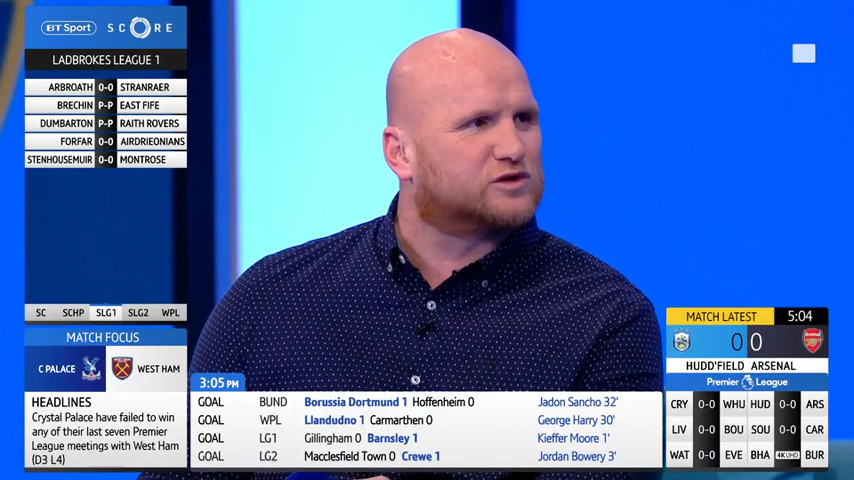 BT Sport SCORE
LADBROKES LEAGUE 1
ARBROATH 0-0 STRANRAER
BRECHIN P-P EAST FIFE
DUMBARTON P-P RAITH ROVERS
FORFAR 0-0 AIRDRIEONIANS
STENHOUSEMUIR 0-0 MONTROSE
SC SCHP SLG1 SLG2 WPL
MATCH FOCUS
C PALACE WEST HAM
HEADLINES
Crystal Palace have failed to win
any of their last seven Premier
League meetings with West Ham
(D3 L4)
3:05 PM
GOAL BUND Borussia Dortmund 1 Hoffenheim 0 Jadon Sancho 32'
GOAL WPL Llandudno 1 Carmarthen 0 George Harry 30'
GOAL LG1 Gillingham 0 Barnsley 1 Kieffer Moore 1'
GOAL LG2 Macclesfield Town 0 Crewe 1 Jordan Bowery 3'
MATCH LATEST 5:04
0 0 Arsenal
HUDD'FIELD ARSENAL
Premier League
CRY 0-0 WHU HUD 0-0 ARS
LIV 0-0 BOU SOU 0-0 CAR
WAT 0-0 EVE BHA 4K UHD BUR